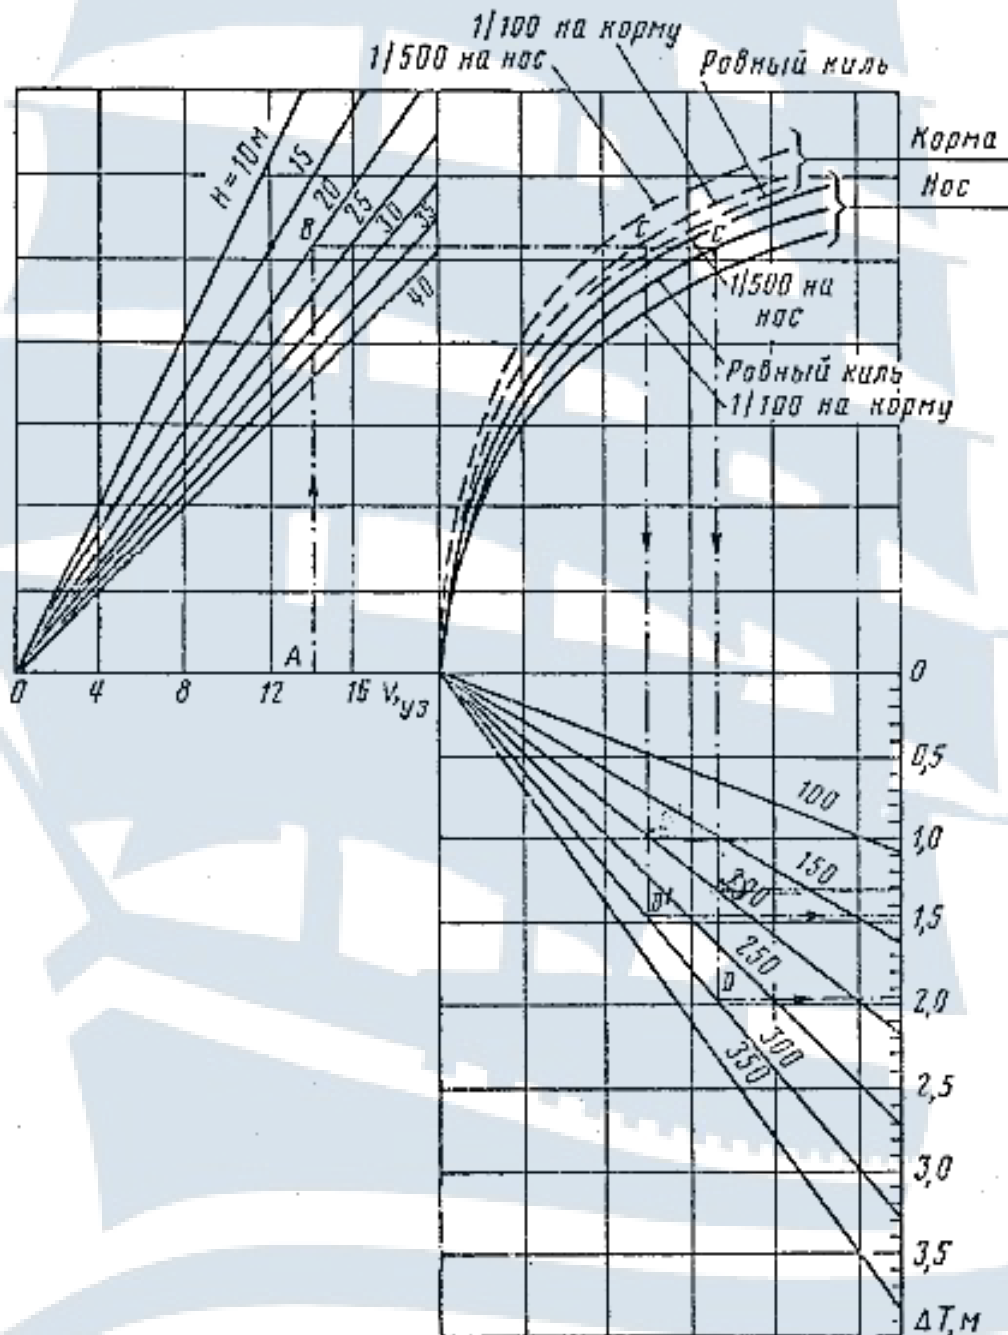 1/100 на корму
1/500 на нос
Ровный киль
Корма
Нос
H=10м
15
20
25
30
35
40
B
C
C
1/500 на
нос
Ровный киль
1/100 на корму
A
0
4
8
12
16
V,уз
0
0,5
1,0
1,5
2,0
2,5
3,0
3,5
ΔT,м
100
150
200
250
300
350
D'
D